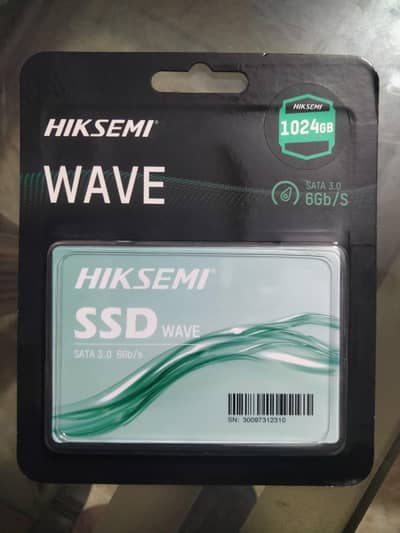 HIKSEMI
HIKSEMI
1024GB
WAVE
SATA 3.0
6Gb/S
HIKSEMI
SSD WAVE
SATA 3.0 6Gb/s
SN: 30097312310